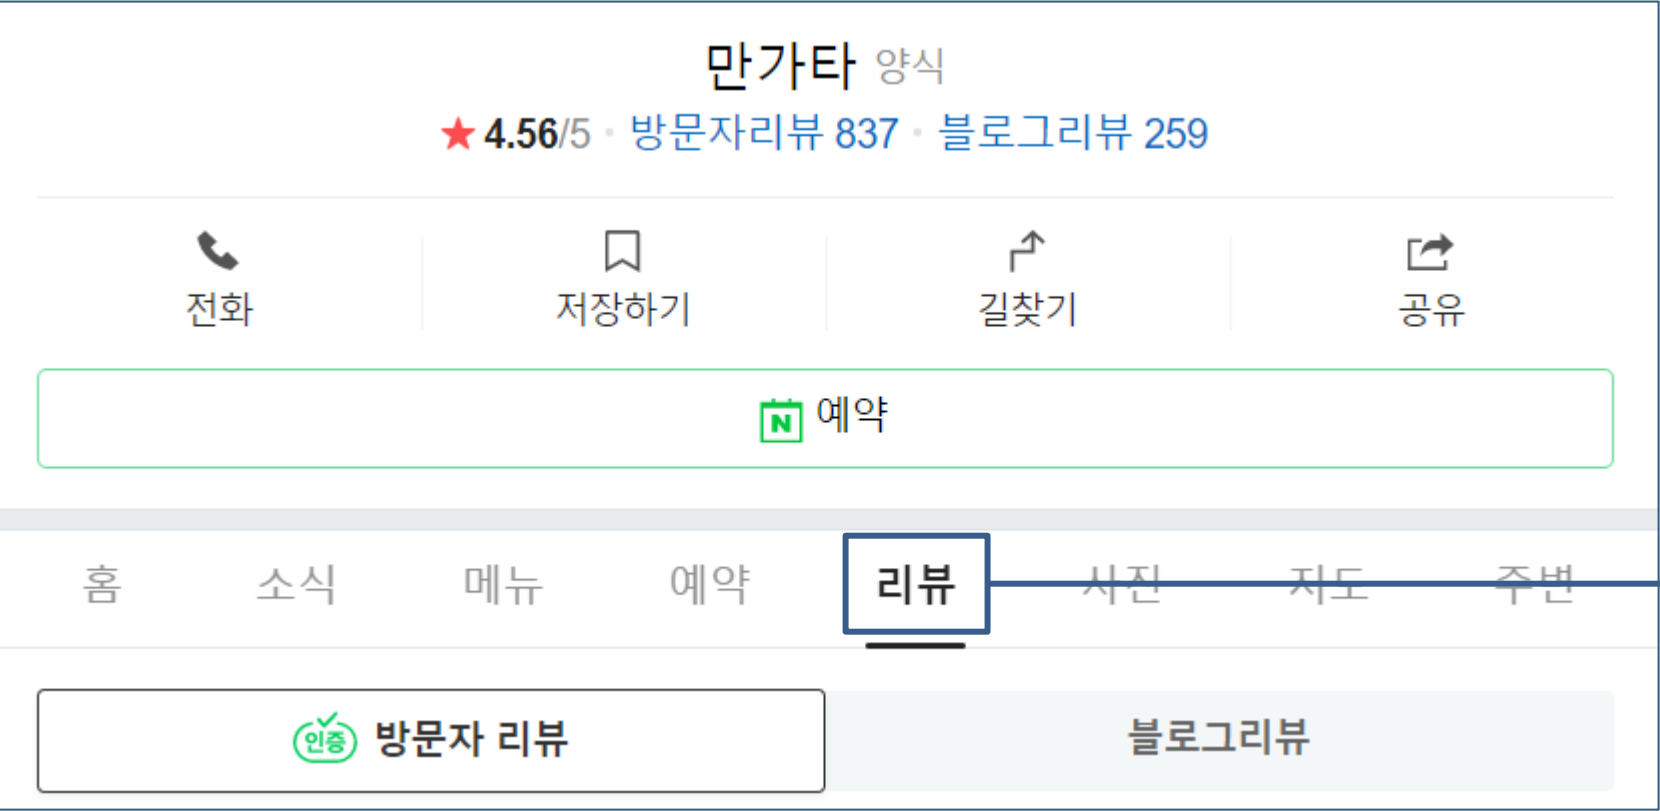 만가타 양식
4.56/5 · 방문자리뷰 837 · 블로그리뷰 259
전화 저장하기 길찾기 공유
N 예약
홈 소식 메뉴 예약 리뷰 사진 지도 주변
인증 방문자 리뷰 블로그리뷰